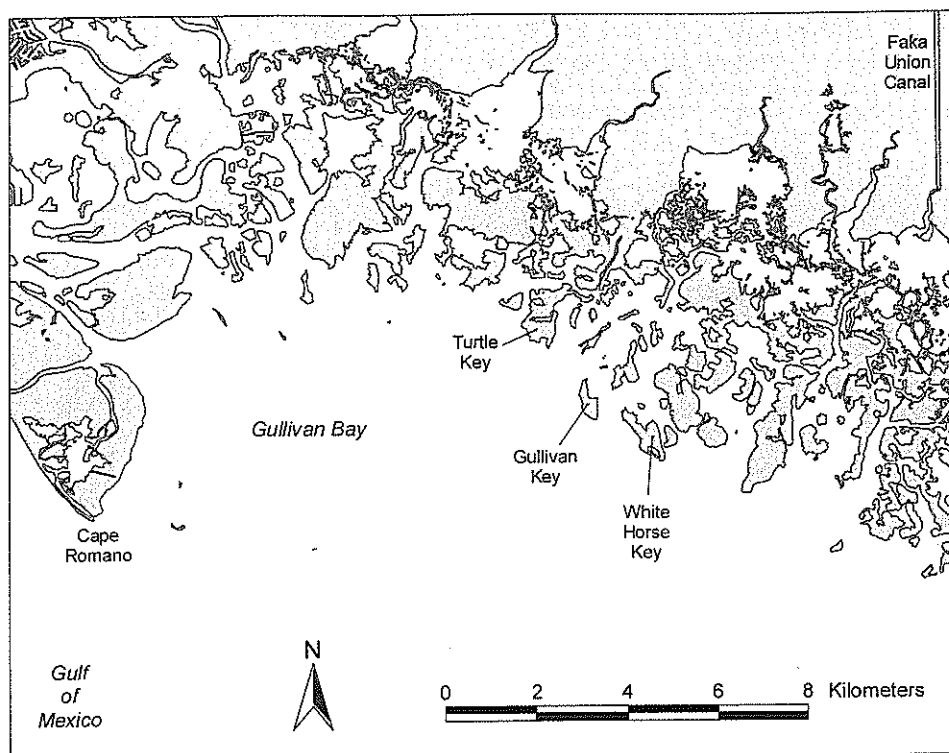 Faka
Union
Canal
Turtle
Key
Gullivan Bay
Gullivan
Key
White
Horse
Key
Cape
Romano
Gulf
of
Mexico
N
0 2 4 6 8 Kilometers